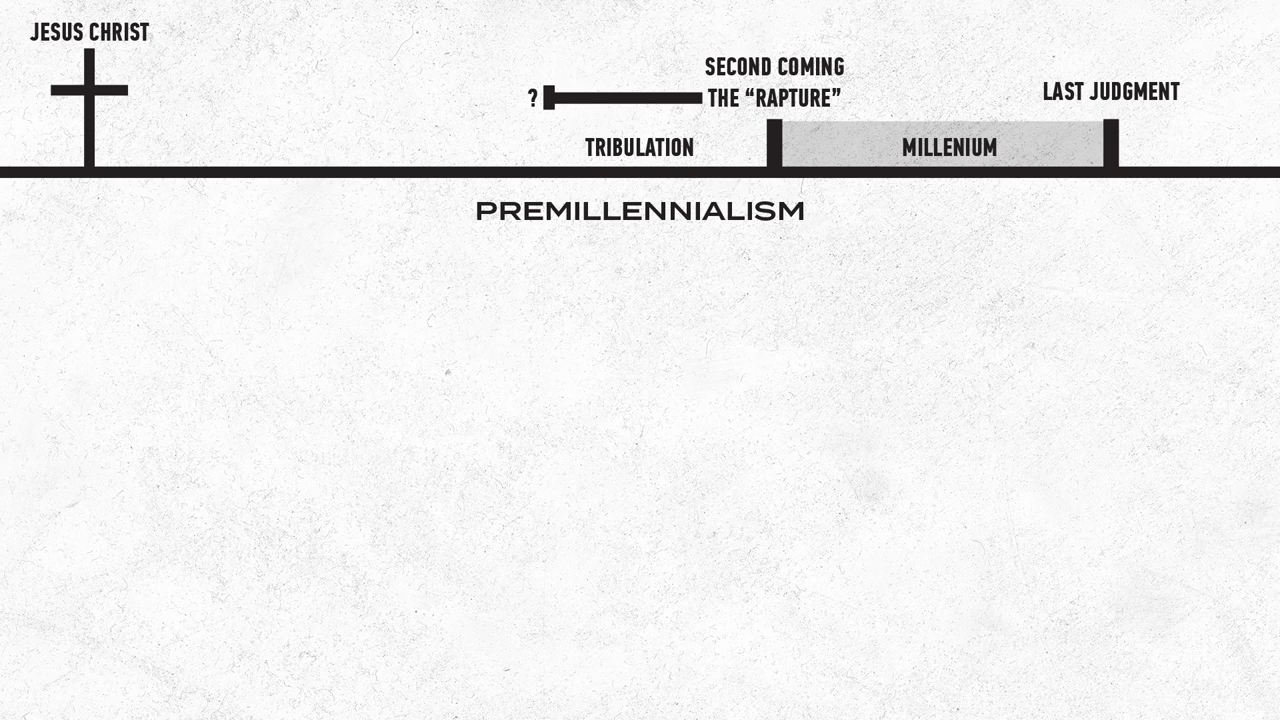 JESUS CHRIST
SECOND COMING
? THE “RAPTURE”
LAST JUDGMENT
TRIBULATION
MILLENIUM
PREMILLENNIALISM